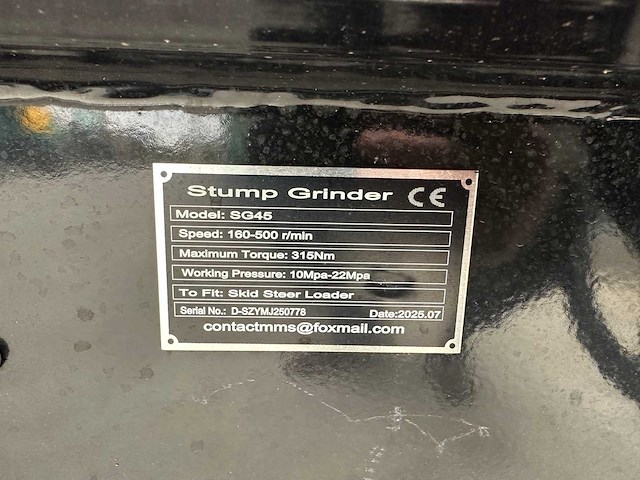 Stump Grinder CE
Model: SG45
Speed: 160-500 r/min
Maximum Torque: 315Nm
Working Pressure: 10Mpa-22Mpa
To Fit: Skid Steer Loader
Serial No.: D-SZYMJ250776 Date:2025.07
contactmms@foxmail.com